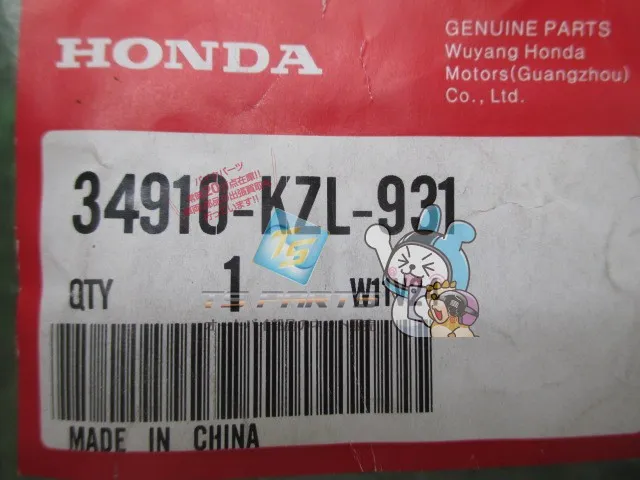 HONDA
GENUINE PARTS
Wuyang Honda
Motors(Guangzhou)
Co., Ltd.
34910-KZL-931
QTY 1
MADE IN CHINA